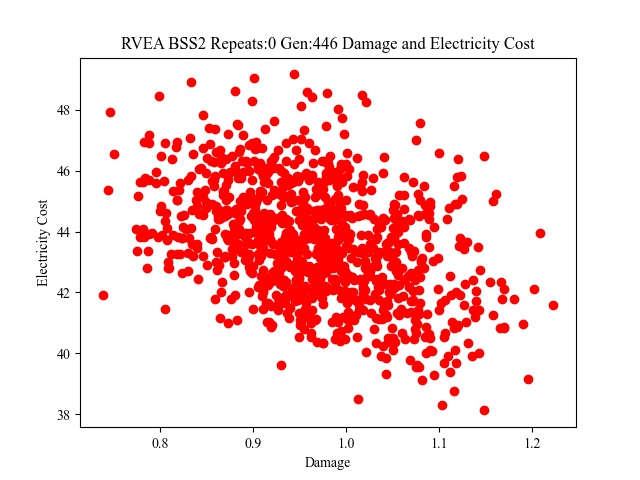 RVEA BSS2 Repeats:0 Gen:446 Damage and Electricity Cost
48
46
44
42
40
38
Electricity Cost
0.8 0.9 1.0 1.1 1.2
Damage